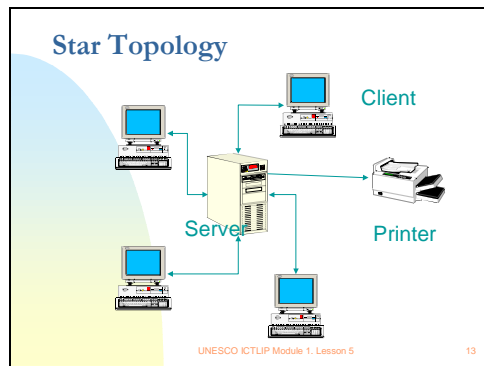 Star Topology
Client
Server
Printer
UNESCO ICTLIP Module 1. Lesson 5
13